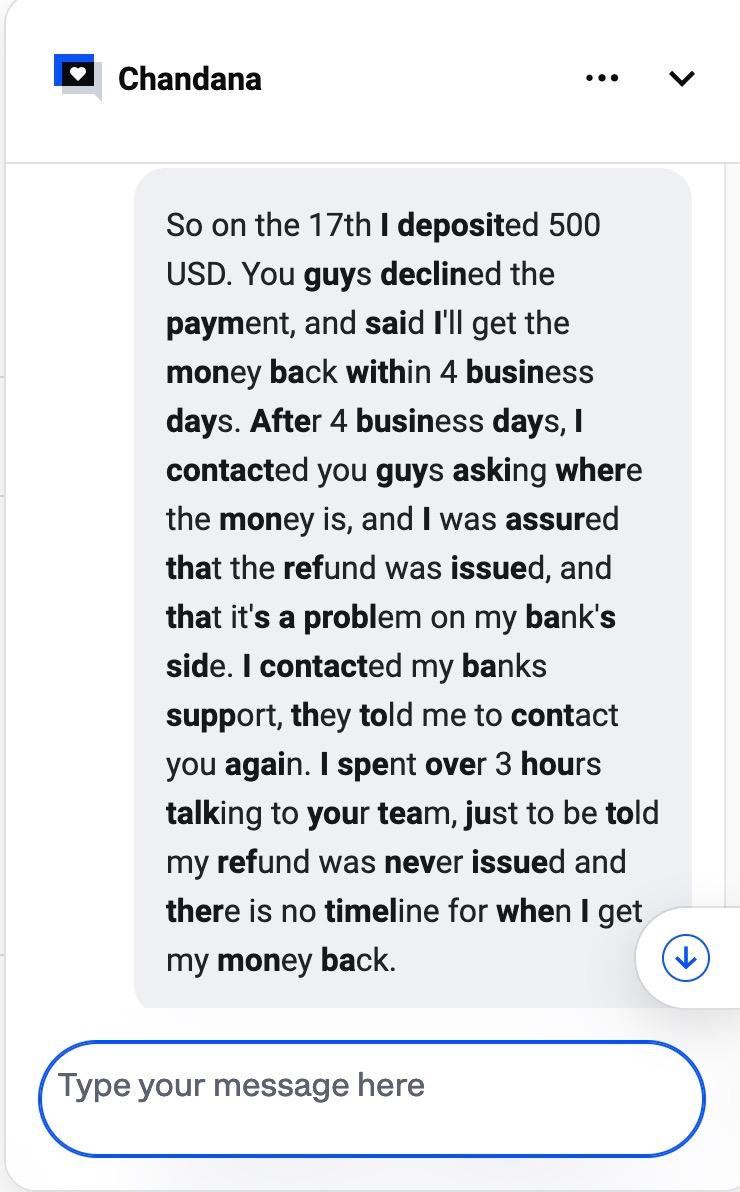 Chandana
So on the 17th I deposited 500
USD. You guys declined the
payment, and said I'll get the
money back within 4 business
days. After 4 business days, I
contacted you guys asking where
the money is, and I was assured
that the refund was issued, and
that it's a problem on my bank's
side. I contacted my banks
support, they told me to contact
you again. I spent over 3 hours
talking to your team, just to be told
my refund was never issued and
there is no timeline for when I get
my money back.
Type your message here